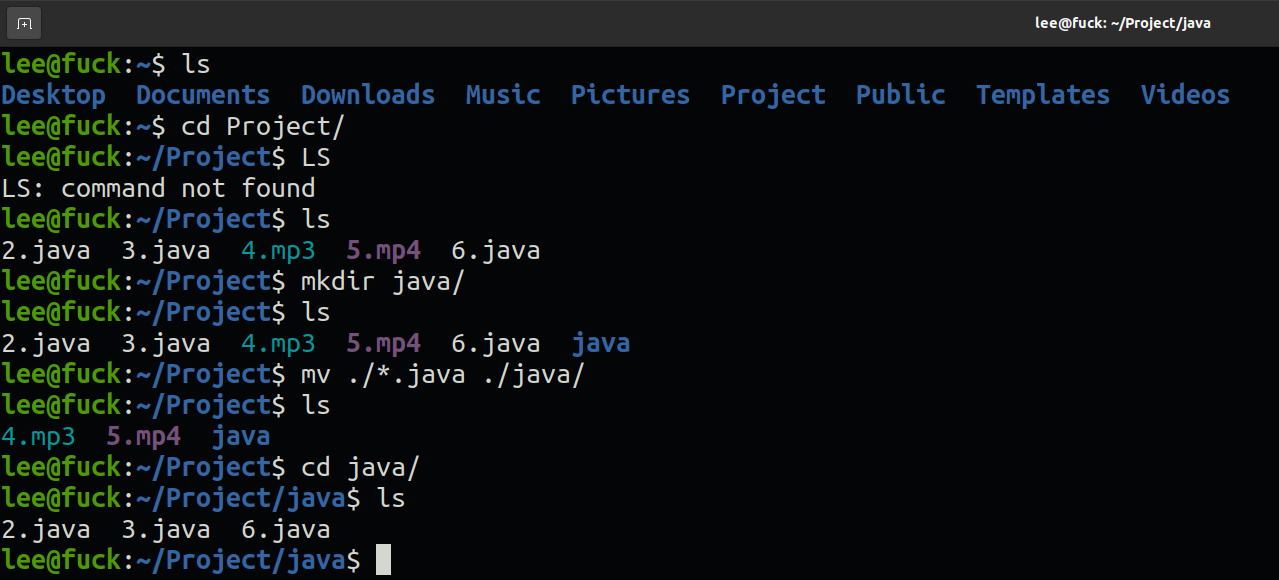 lee@fuck: ~/Project/java
lee@fuck:~$ ls
Desktop  Documents  Downloads  Music  Pictures  Project  Public  Templates  Videos
lee@fuck:~$ cd Project/
lee@fuck:~/Project$ LS
LS: command not found
lee@fuck:~/Project$ ls
2.java  3.java  4.mp3  5.mp4  6.java
lee@fuck:~/Project$ mkdir java/
lee@fuck:~/Project$ ls
2.java  3.java  4.mp3  5.mp4  6.java  java
lee@fuck:~/Project$ mv ./*.java ./java/
lee@fuck:~/Project$ ls
4.mp3  5.mp4  java
lee@fuck:~/Project$ cd java/
lee@fuck:~/Project/java$ ls
2.java  3.java  6.java
lee@fuck:~/Project/java$